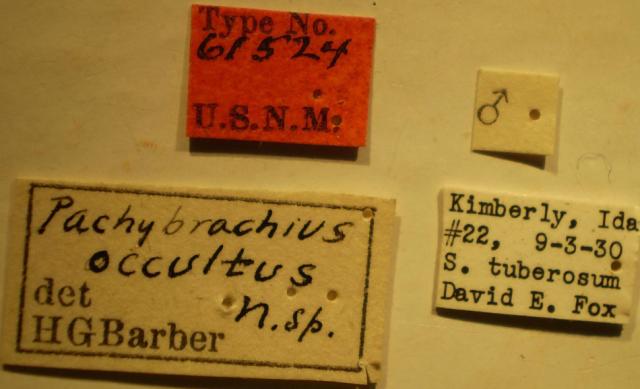 Type No.
61524
U.S.N.M.
♂
Pachybrachius
occultus
n.sp.
det
HGBarber
Kimberly, Ida
#22, 9-3-30
S. tuberosum
David E. Fox